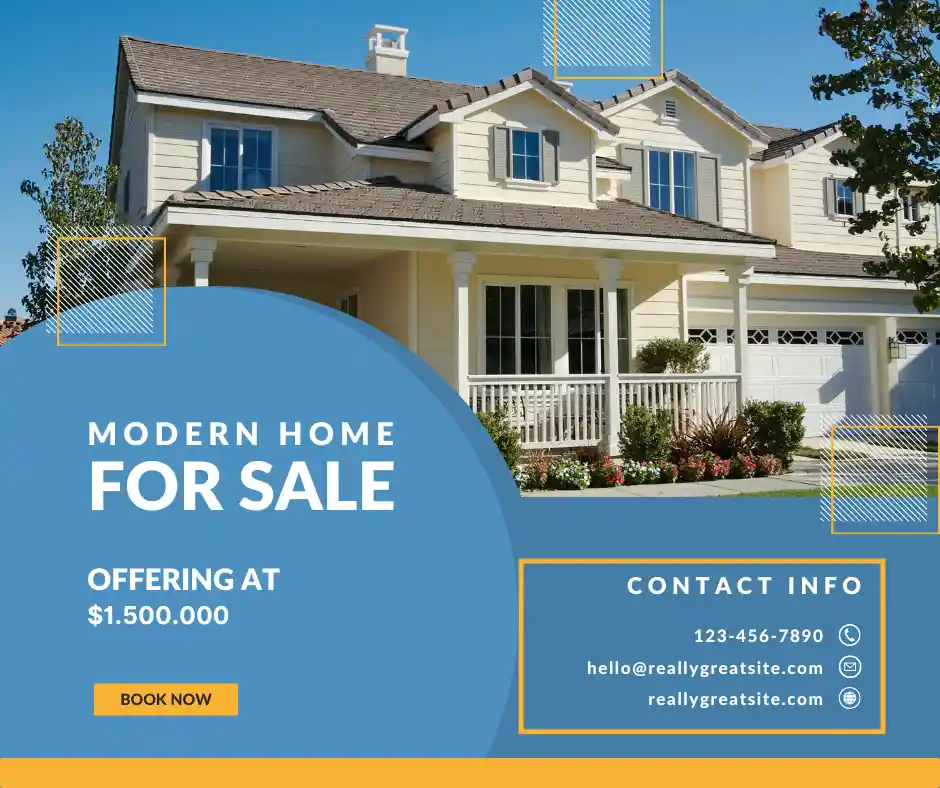 MODERN HOME
FOR SALE
OFFERING AT
$1.500.000
BOOK NOW
CONTACT INFO
123-456-7890
hello@reallygreatsite.com
reallygreatsite.com